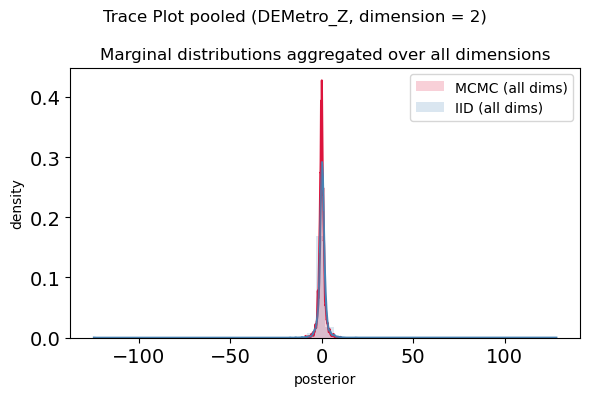 Trace Plot pooled (DEMetro_Z, dimension = 2)
Marginal distributions aggregated over all dimensions
MCMC (all dims)
IID (all dims)
density
0.4
0.3
0.2
0.1
0.0
−100
−50
0
50
100
posterior